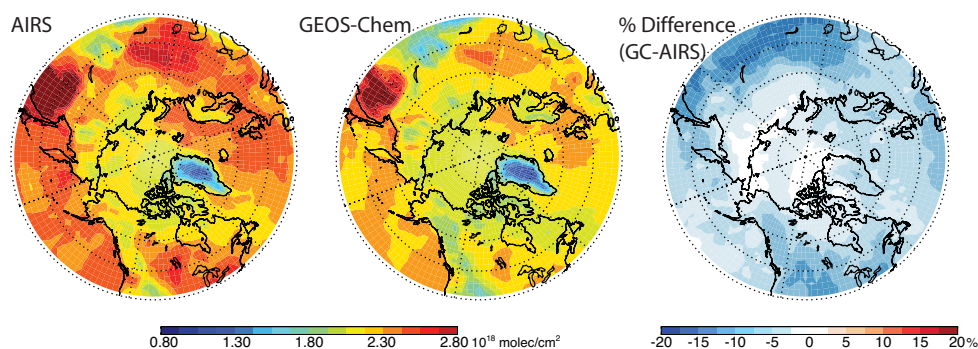 AIRS
GEOS-Chem
% Difference
(GC-AIRS)
0.80 1.30 1.80 2.30 2.80 10¹⁸ molec/cm²
-20 -15 -10 -5 0 5 10 15 20 %